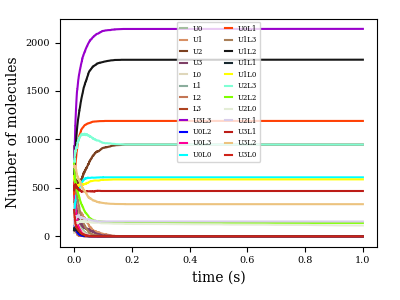 Number of molecules
2000
1500
1000
500
0
U0
U1
U2
U3
L0
L1
L2
L3
U3L3
U0L2
U0L3
U0L0
U0L1
U1L3
U1L2
U1L1
U1L0
U2L3
U2L2
U2L0
U2L1
U3L1
U3L2
U3L0
0.0 0.2 0.4 0.6 0.8 1.0
time (s)